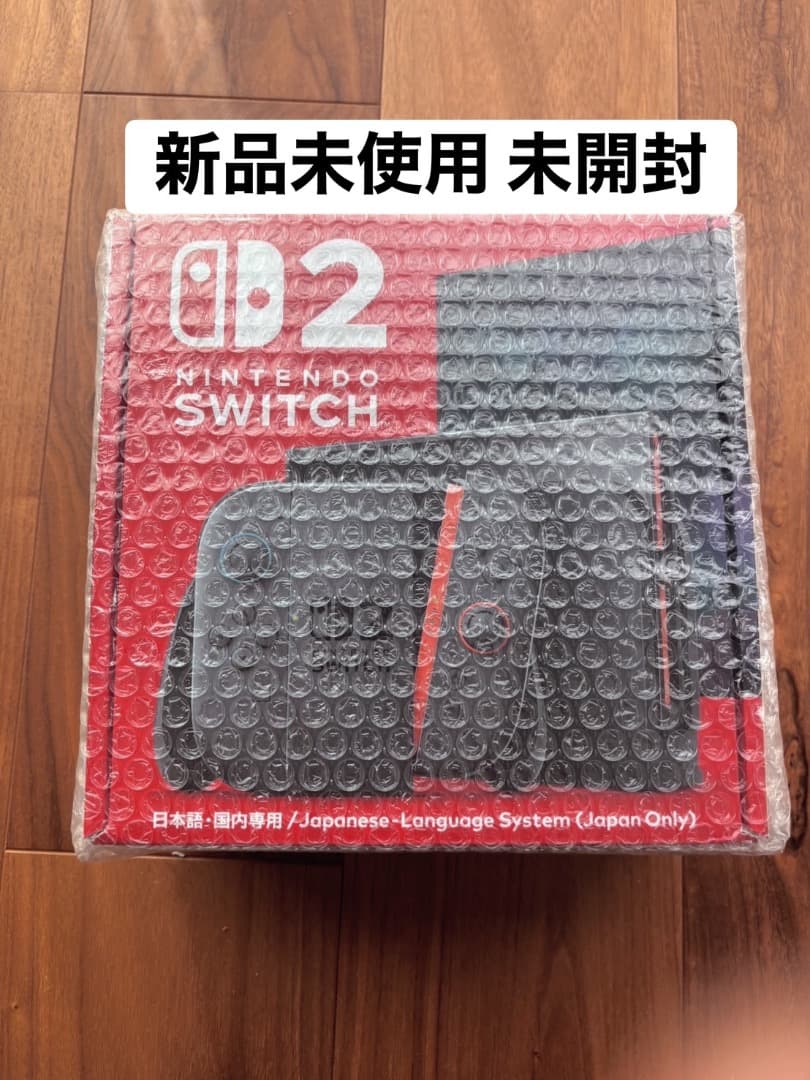 新品未使用 未開封
2
NINTENDO
SWITCH
SWITCH
日本語・国内専用 /Japanese-Language System (Japan Only)